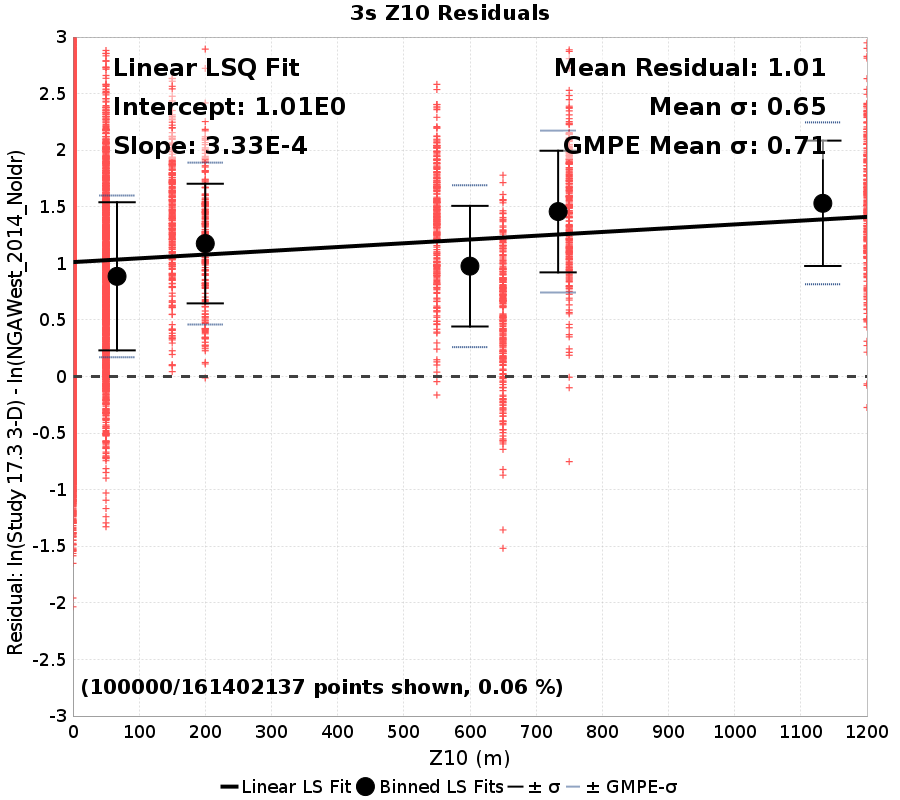 3s Z10 Residuals
Linear LSQ Fit
Intercept: 1.01E0
Slope: 3.33E-4
Mean Residual: 1.01
Mean σ: 0.65
GMPE Mean σ: 0.71
Residual: ln(Study 17.3 3-D) - ln(NGAWest_2014_NoIdr)
3
2.5
2
1.5
1
0.5
0
-0.5
-1
-1.5
-2
-2.5
-3
(100000/161402137 points shown, 0.06 %)
0 100 200 300 400 500 600 700 800 900 1000 1100 1200
Z10 (m)
Linear LS Fit Binned LS Fits ± σ ± GMPE-σ